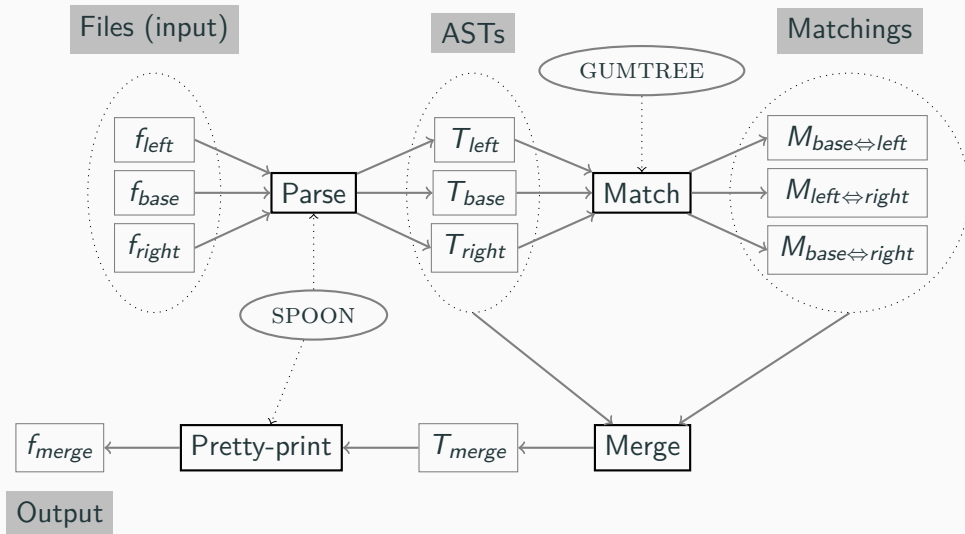 Files (input)
ASTs
Matchings
GUMTREE
f_left
T_left
M_base⇔left
f_base
Parse
T_base
Match
M_left⇔right
f_right
T_right
M_base⇔right
SPOON
f_merge
Pretty-print
T_merge
Merge
Output